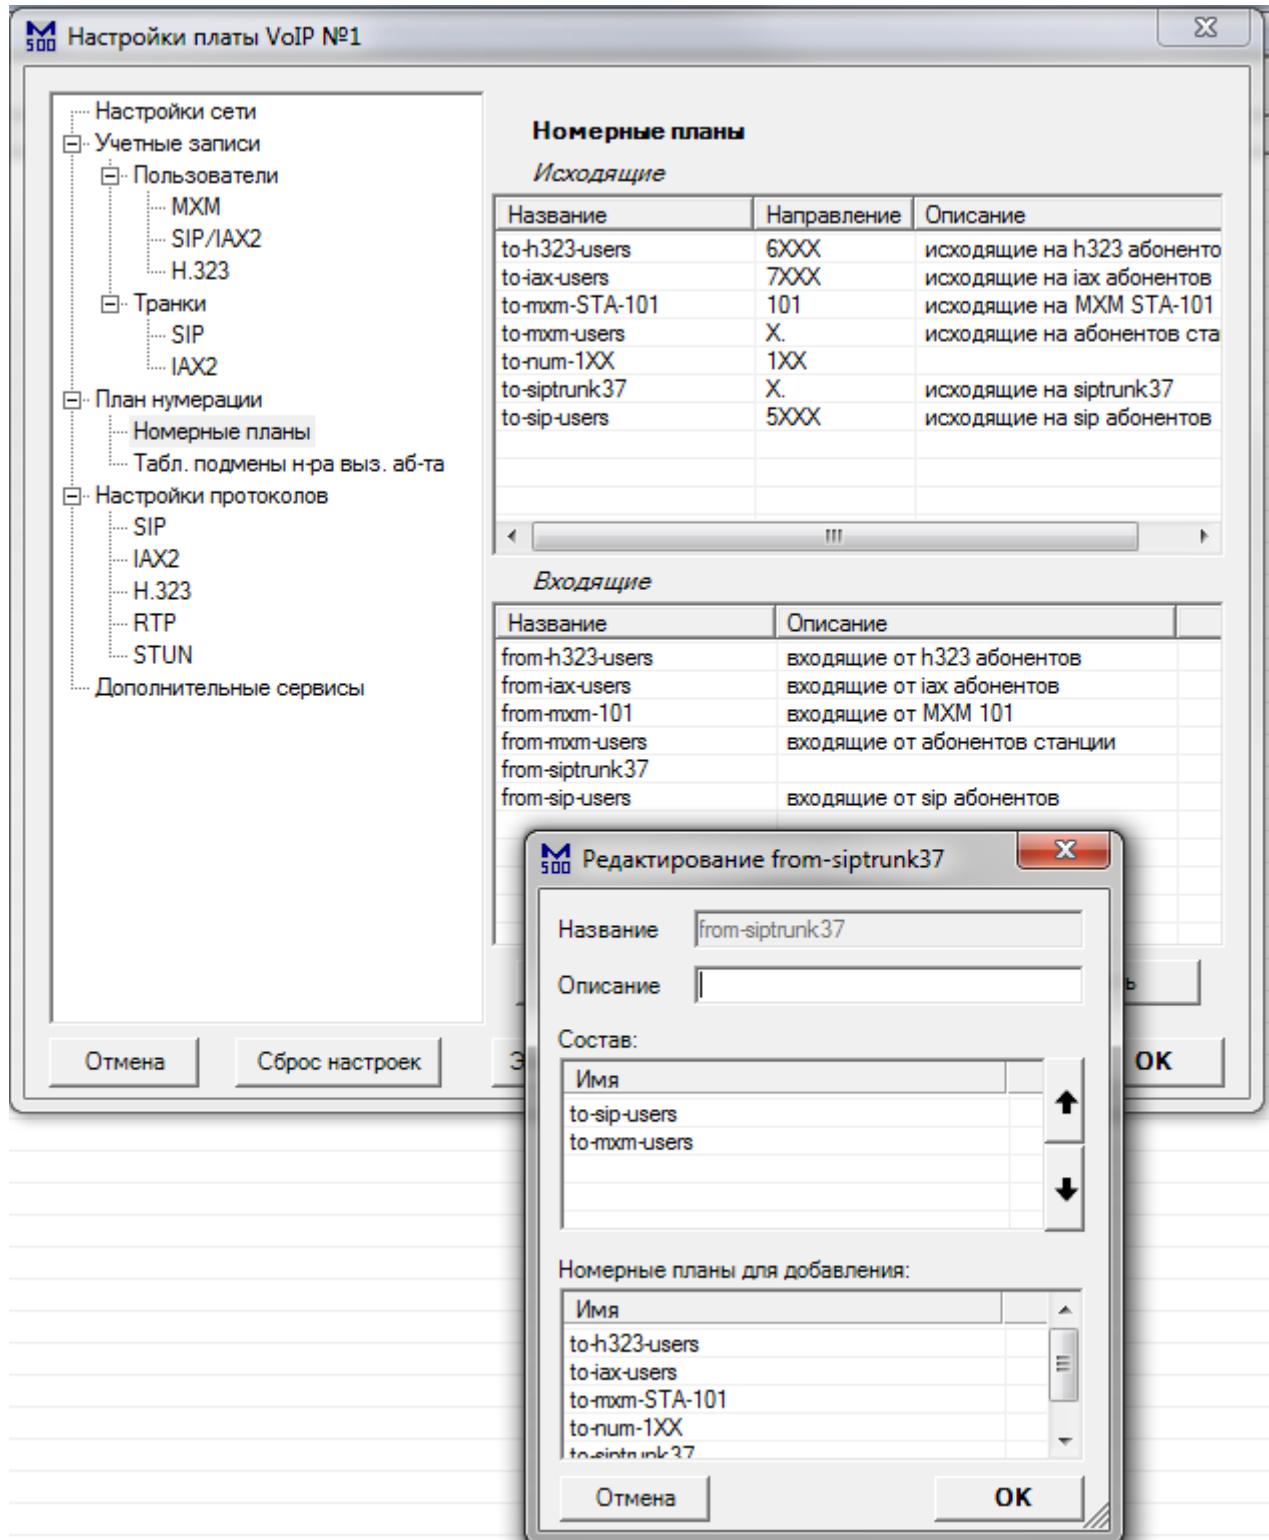 M 500 Настройки платы VoIP №1
Настройки сети
Учетные записи
Пользователи
MXM
SIP/IAX2
H.323
Транки
SIP
IAX2
План нумерации
Номерные планы
Табл. подмены н-ра выз. аб-та
Настройки протоколов
SIP
IAX2
H.323
RTP
STUN
Дополнительные сервисы
Номерные планы
Исходящие
Название Направление Описание
to-h323-users 6XXX исходящие на h323 абоненто
to-iax-users 7XXX исходящие на iax абонентов
to-mxm-STA-101 101 исходящие на MXM STA-101
to-mxm-users X. исходящие на абонентов ста
to-num-1XX 1XX
to-siptrunk37 X. исходящие на siptrunk37
to-sip-users 5XXX исходящие на sip абонентов
Входящие
Название Описание
from-h323-users входящие от h323 абонентов
from-iax-users входящие от iax абонентов
from-mxm-101 входящие от MXM 101
from-mxm-users входящие от абонентов станции
from-siptrunk37
from-sip-users входящие от sip абонентов
Отмена Сброс настроек Э ь OK
M 500 Редактирование from-siptrunk37
Название from-siptrunk37
Описание
Состав:
Имя
to-sip-users
to-mxm-users
Номерные планы для добавления:
Имя
to-h323-users
to-iax-users
to-mxm-STA-101
to-num-1XX
to-siptrunk37
Отмена OK